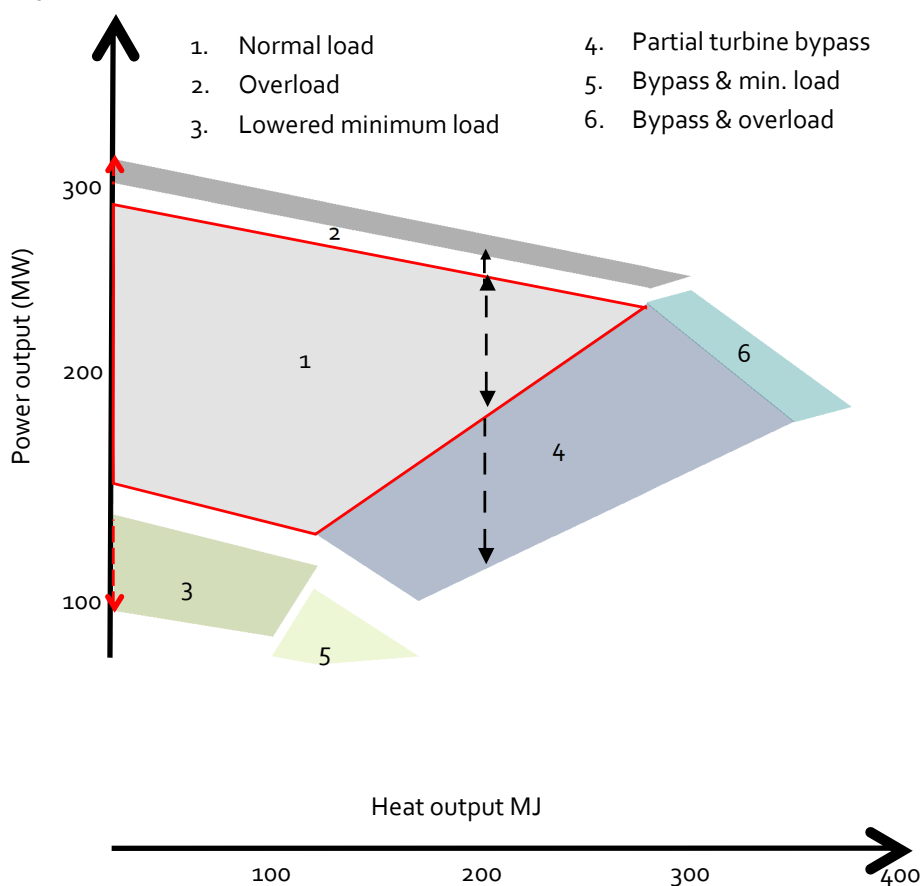 1. Normal load
2. Overload
3. Lowered minimum load
4. Partial turbine bypass
5. Bypass & min. load
6. Bypass & overload
Power output (MW)
300
200
100
2
1
6
4
3
5
Heat output MJ
100 200 300 400